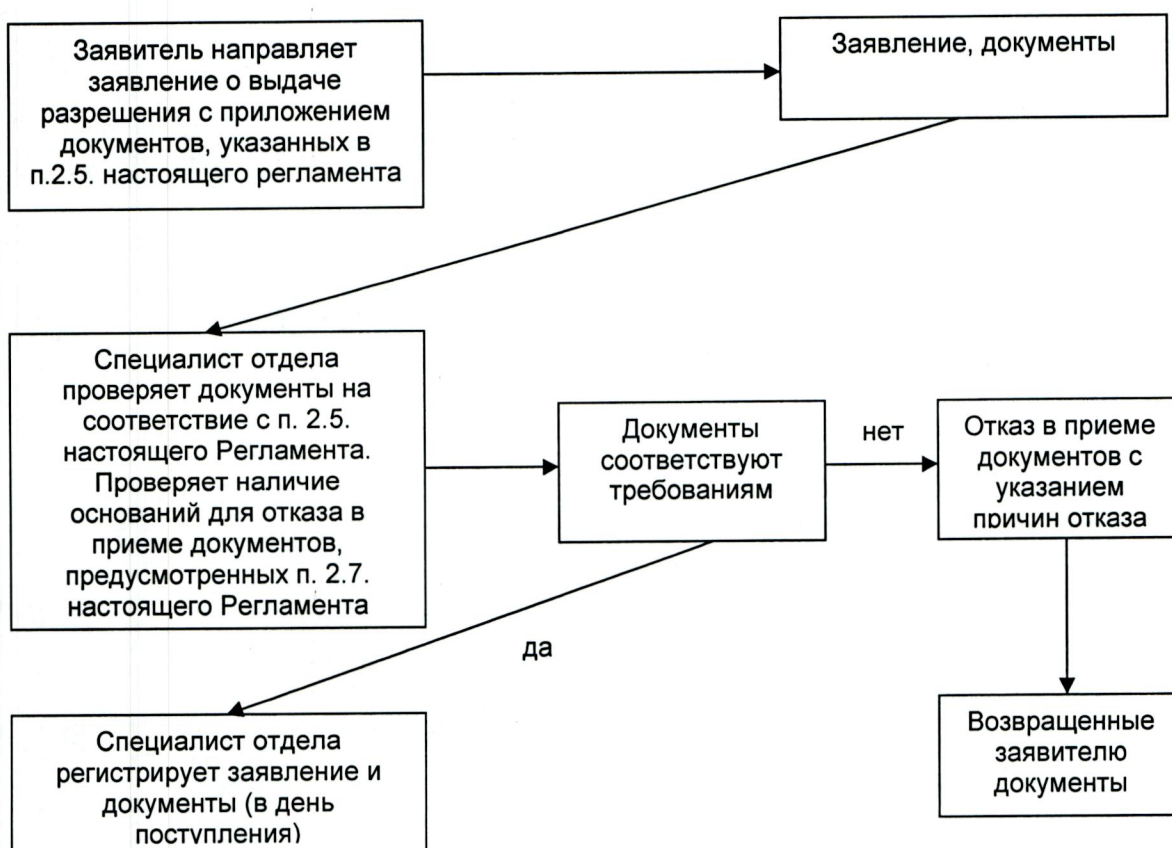 Заявитель направляет
заявление о выдаче
разрешения с приложением
документов, указанных в
п.2.5. настоящего регламента
Заявление, документы
Специалист отдела
проверяет документы на
соответствие с п. 2.5.
настоящего Регламента.
Проверяет наличие
оснований для отказа в
приеме документов,
предусмотренных п. 2.7.
настоящего Регламента
Документы
соответствуют
требованиям
нет
Отказ в приеме
документов с
указанием
причин отказа
да
Возвращенные
заявителю
документы
Специалист отдела
регистрирует заявление и
документы (в день
поступления)